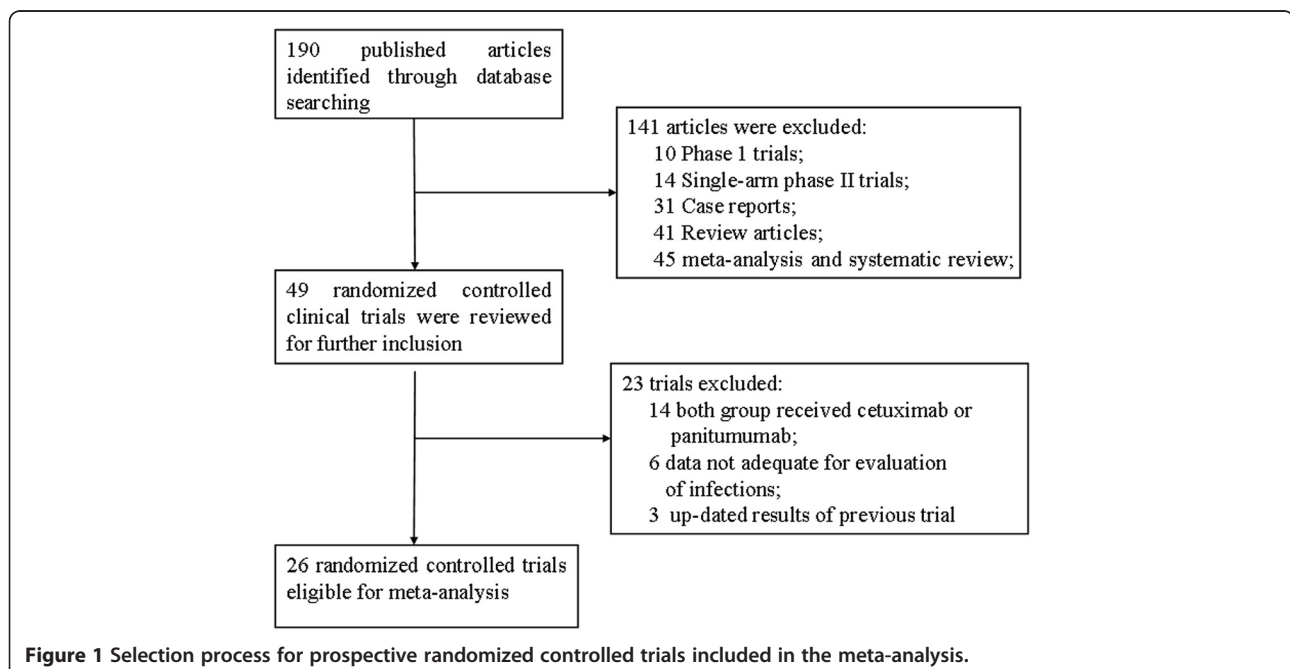 190 published articles
identified through database
searching
141 articles were excluded:
10 Phase 1 trials;
14 Single-arm phase II trials;
31 Case reports;
41 Review articles;
45 meta-analysis and systematic review;
49 randomized controlled
clinical trials were reviewed
for further inclusion
23 trials excluded:
14 both group received cetuximab or
panitumumab;
6 data not adequate for evaluation
of infections;
3 up-dated results of previous trial
26 randomized controlled trials
eligible for meta-analysis
Figure 1 Selection process for prospective randomized controlled trials included in the meta-analysis.